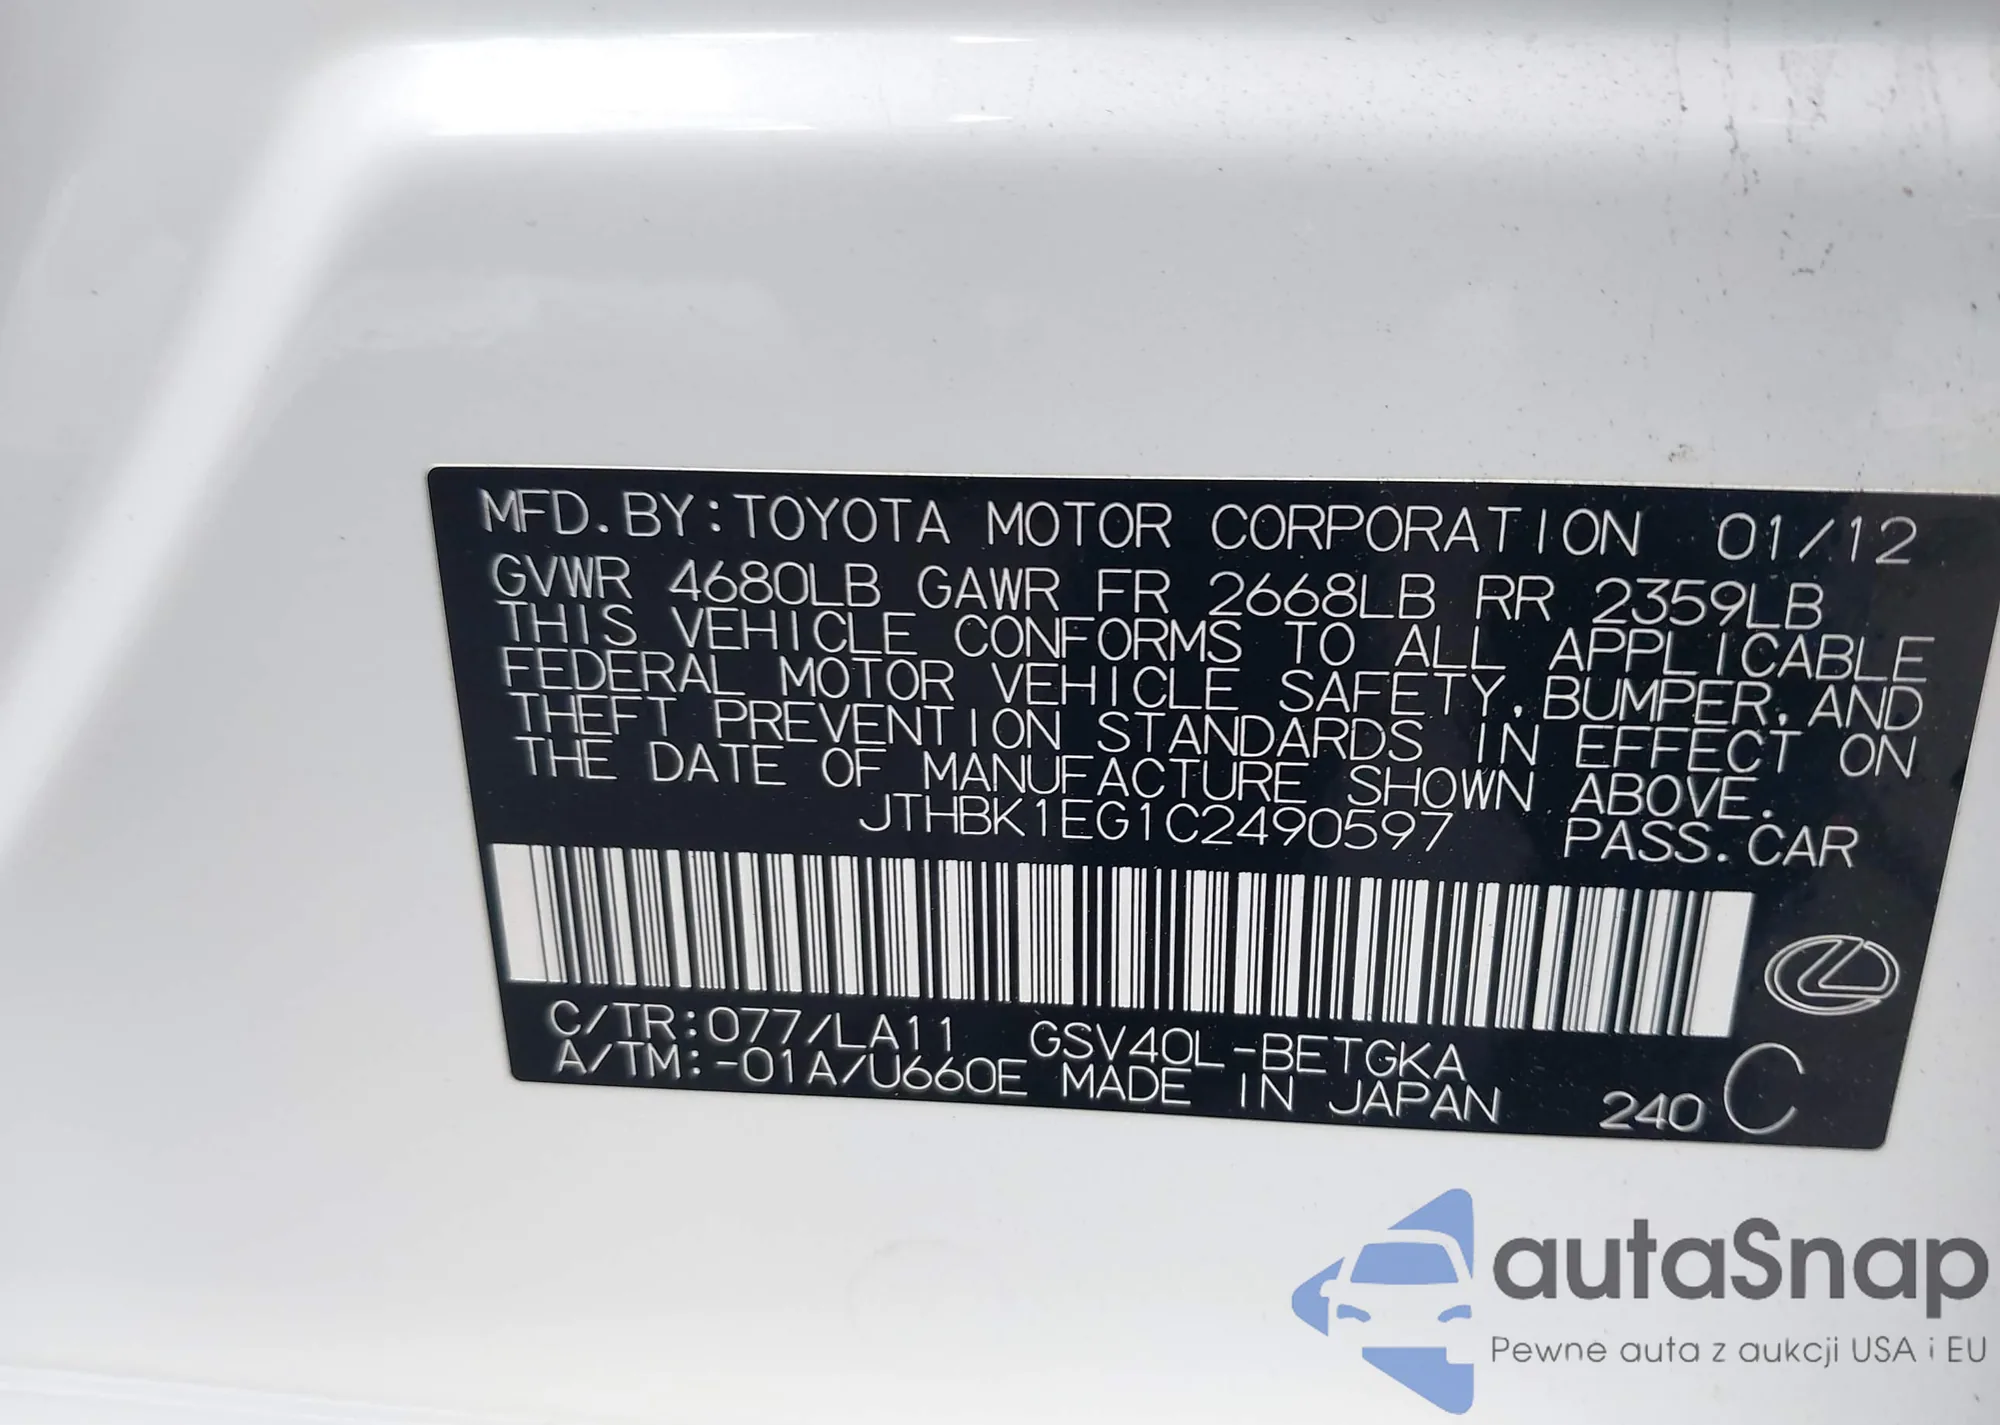 MFD.BY:TOYOTA MOTOR CORPORATION 01/12
GVWR 4680LB GAWR FR 2668LB RR 2359LB
THIS VEHICLE CONFORMS TO ALL APPLICABLE
FEDERAL MOTOR VEHICLE SAFETY, BUMPER, AND
THEFT PREVENTION STANDARDS IN EFFECT ON
THE DATE OF MANUFACTURE SHOWN ABOVE.
JTHBK1EG1C2490597 PASS.CAR
C/TR:077/LA11 GSV40L-BETGKA
A/TM:-01A/U660E MADE IN JAPAN 240 C
autaSnap
Pewne auta z aukcji USA i EU